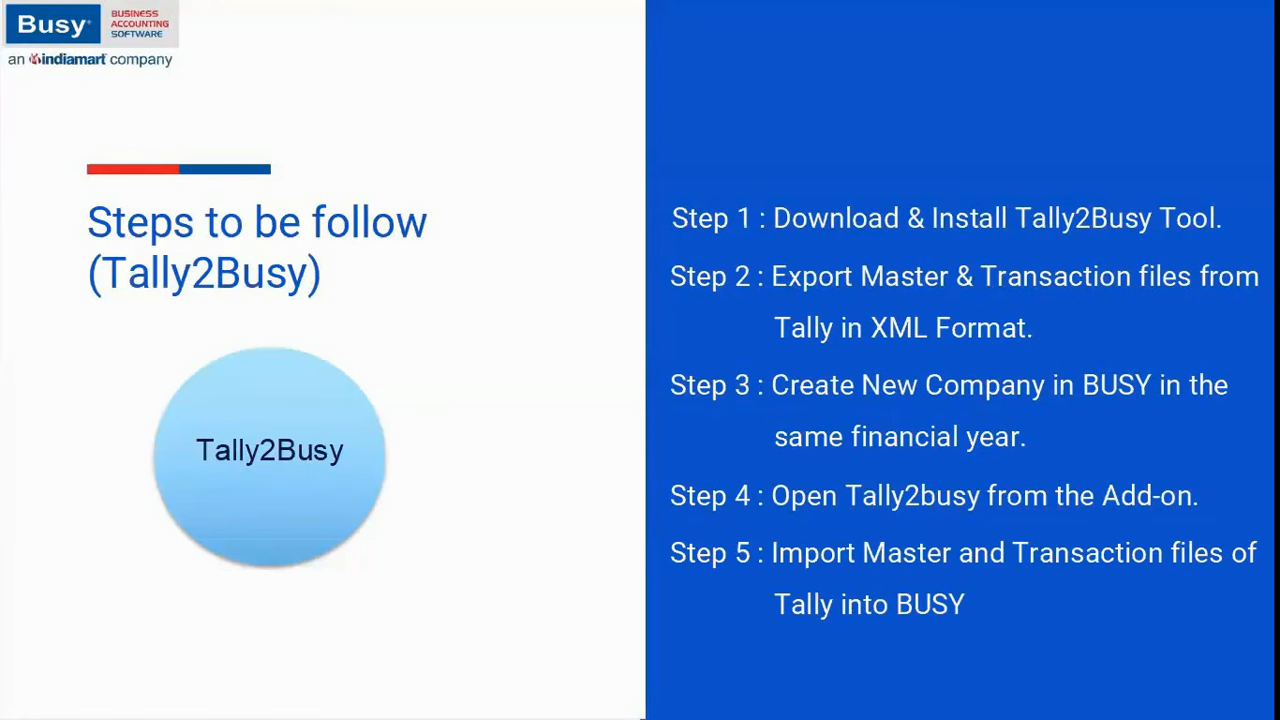 Busy
BUSINESS
ACCOUNTING
SOFTWARE
an indiamart company
Steps to be follow
(Tally2Busy)
Tally2Busy
Step 1 : Download & Install Tally2Busy Tool.
Step 2 : Export Master & Transaction files from
Tally in XML Format.
Step 3 : Create New Company in BUSY in the
same financial year.
Step 4 : Open Tally2busy from the Add-on.
Step 5 : Import Master and Transaction files of
Tally into BUSY